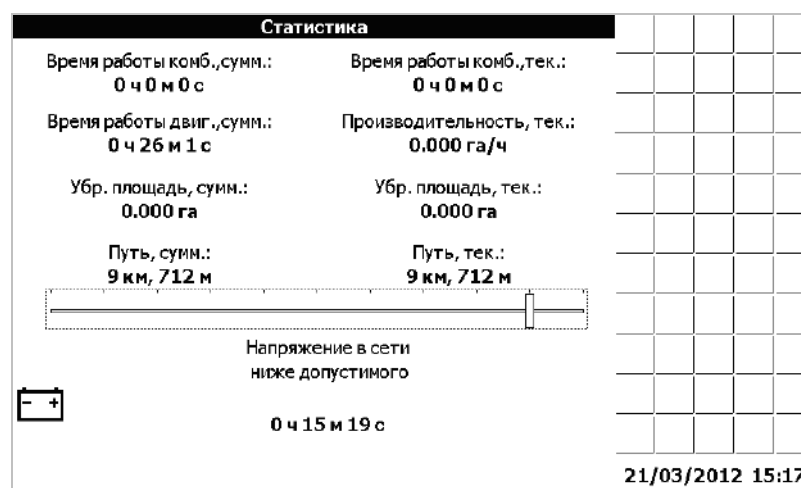 Статистика
Время работы комб.,сумм.:
0 ч 0 м 0 с
Время работы комб.,тек.:
0 ч 0 м 0 с
Время работы двиг.,сумм.:
0 ч 26 м 1 с
Производительность, тек.:
0.000 га/ч
Убр. площадь, сумм.:
0.000 га
Убр. площадь, тек.:
0.000 га
Путь, сумм.:
9 км, 712 м
Путь, тек.:
9 км, 712 м
Напряжение в сети
ниже допустимого
- +
0 ч 15 м 19 с
21/03/2012 15:17